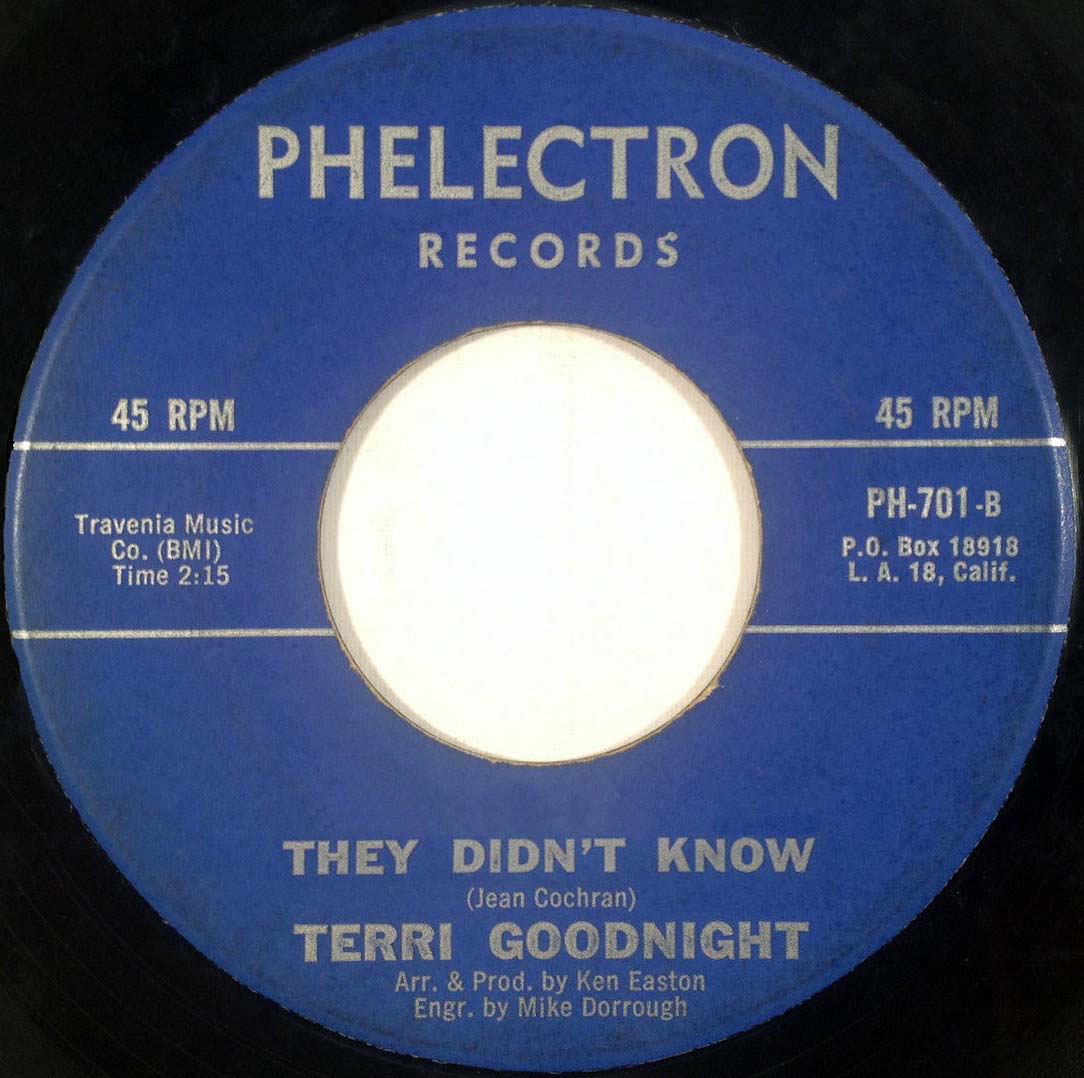 PHELECTRON
RECORDS
45 RPM
45 RPM
Travenia Music
Co. (BMI)
Time 2:15
PH-701-B
P.O. Box 18918
L. A. 18, Calif.
THEY DIDN'T KNOW
(Jean Cochran)
TERRI GOODNIGHT
Arr. & Prod. by Ken Easton
Engr. by Mike Dorrough